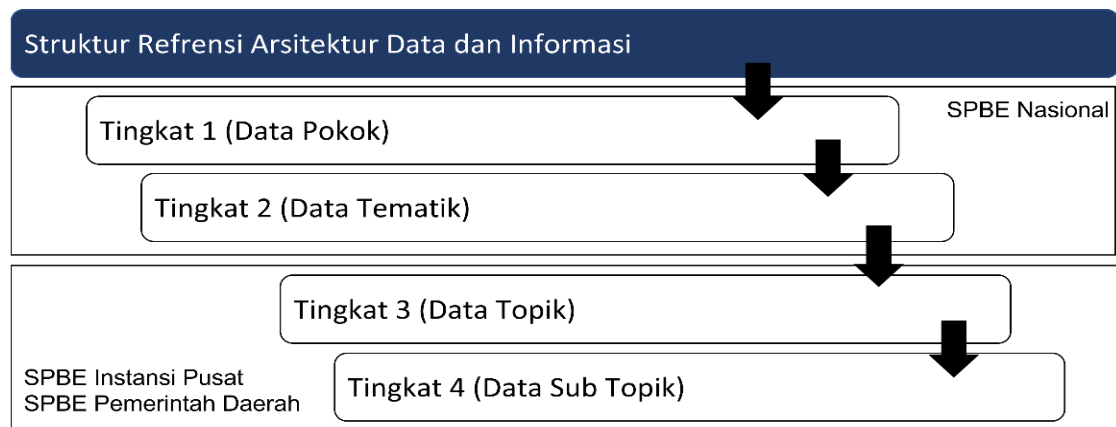 Struktur Refrensi Arsitektur Data dan Informasi
SPBE Nasional
Tingkat 1 (Data Pokok)
Tingkat 2 (Data Tematik)
Tingkat 3 (Data Topik)
SPBE Instansi Pusat
SPBE Pemerintah Daerah
Tingkat 4 (Data Sub Topik)